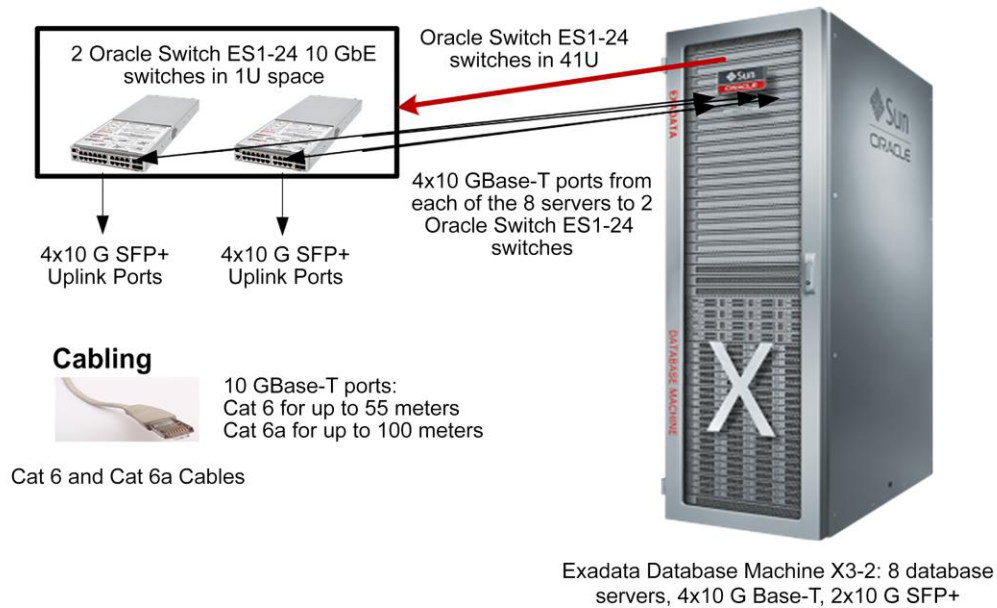 2 Oracle Switch ES1-24 10 GbE
switches in 1U space
Oracle Switch ES1-24
switches in 41U
Sun
ORACLE
EXADATA
Sun
ORACLE
4x10 GBase-T ports from
each of the 8 servers to 2
Oracle Switch ES1-24
switches
4x10 G SFP+
Uplink Ports
4x10 G SFP+
Uplink Ports
DATABASE MACHINE
X
Cabling
10 GBase-T ports:
Cat 6 for up to 55 meters
Cat 6a for up to 100 meters
Cat 6 and Cat 6a Cables
Exadata Database Machine X3-2: 8 database
servers, 4x10 G Base-T, 2x10 G SFP+